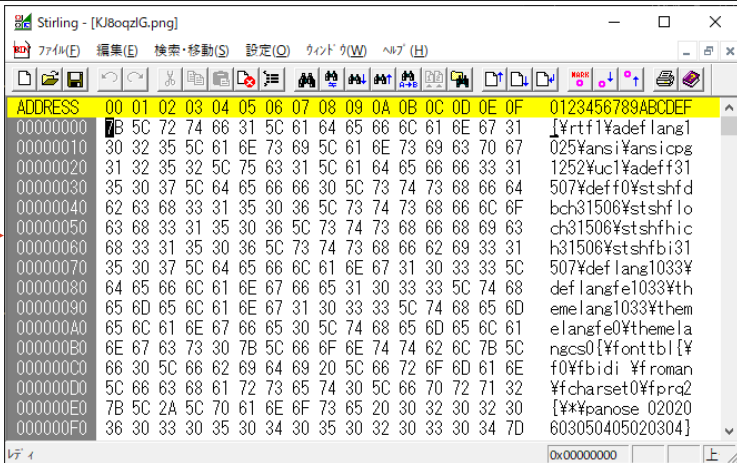 Stirling - [KJ8oqzIG.png]
ファイル(F) 編集(E) 検索・移動(S) 設定(O) ウィンドウ(W) ヘルプ(H)
ADDRESS 00 01 02 03 04 05 06 07 08 09 0A 0B 0C 0D 0E 0F 0123456789ABCDEF
00000000 7B 5C 72 74 66 31 5C 61 64 65 66 6C 61 6E 67 31 {¥rtf1¥adeflang1
00000010 30 32 35 5C 61 6E 73 69 5C 61 6E 73 69 63 70 67 025¥ansi¥ansicpg
00000020 31 32 35 32 5C 75 63 31 5C 61 64 65 66 66 33 31 1252¥uc1¥adeff31
00000030 35 30 37 5C 64 65 66 66 30 5C 73 74 73 68 66 64 507¥deff0¥stshfd
00000040 62 63 68 33 31 35 30 36 5C 73 74 73 68 66 6C 6F bch31506¥stshflo
00000050 63 68 33 31 35 30 36 5C 73 74 73 68 66 68 69 63 ch31506¥stshfhic
00000060 68 33 31 35 30 36 5C 73 74 73 68 66 62 69 33 31 h31506¥stshfbi31
00000070 35 30 37 5C 64 65 66 6C 61 6E 67 31 30 33 33 5C 507¥deflang1033¥
00000080 64 65 66 6C 61 6E 67 66 65 31 30 33 33 5C 74 68 deflangfe1033¥th
00000090 65 6D 65 6C 61 6E 67 31 30 33 33 5C 74 68 65 6D emelang1033¥them
000000A0 65 6C 61 6E 67 66 65 30 5C 74 68 65 6D 65 6C 61 elangfe0¥themela
000000B0 6E 67 63 73 30 7B 5C 66 6F 6E 74 74 62 6C 7B 5C ngcs0{¥fonttbl{¥
000000C0 66 30 5C 66 62 69 64 69 20 5C 66 72 6F 6D 61 6E f0¥fbidi ¥froman
000000D0 5C 66 63 68 61 72 73 65 74 30 5C 66 70 72 71 32 ¥fcharset0¥fprq2
000000E0 7B 5C 2A 5C 70 61 6E 6F 73 65 20 30 32 30 32 30 {¥*¥panose 02020
000000F0 36 30 33 30 35 30 34 30 35 30 32 30 33 30 34 7D 603050405020304}
レディ 0x00000000 上